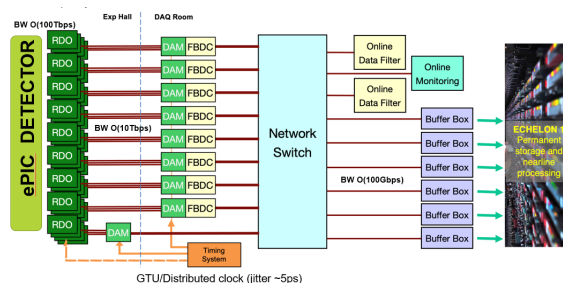 Exp Hall
DAQ Room
BW O(100Tbps)
ePIC DETECTOR
RDO
RDO
RDO
RDO
RDO
RDO
RDO
RDO
RDO
BW O(10Tbps)
DAM
FBDC
DAM
FBDC
DAM
FBDC
DAM
FBDC
DAM
FBDC
DAM
FBDC
DAM
FBDC
DAM
FBDC
DAM
Timing
System
GTU/Distributed clock (jitter ~5ps)
Network
Switch
Online
Data Filter
Online
Monitoring
Online
Data Filter
BW O(100Gbps)
Buffer Box
Buffer Box
Buffer Box
Buffer Box
Buffer Box
Buffer Box
ECHELON 1
Permanent
storage and
nearline
processing